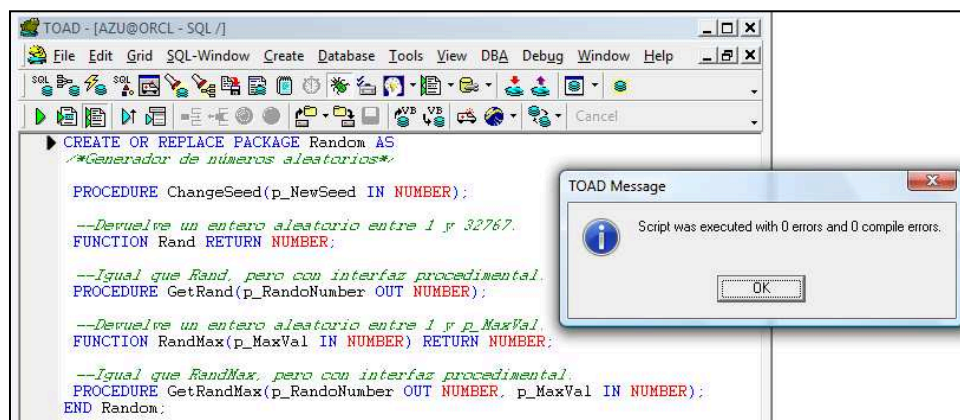 TOAD - [AZU@ORCL - SQL /]
File Edit Grid SQL-Window Create Database Tools View DBA Debug Window Help
SQL SQL
VB VB Cancel
CREATE OR REPLACE PACKAGE Random AS
/*Generador de números aleatorios*/
PROCEDURE ChangeSeed(p_NewSeed IN NUMBER);
--Devuelve un entero aleatorio entre 1 y 32767.
FUNCTION Rand RETURN NUMBER;
--Igual que Rand, pero con interfaz procedimental.
PROCEDURE GetRand(p_RandoNumber OUT NUMBER);
--Devuelve un entero aleatorio entre 1 y p_MaxVal.
FUNCTION RandMax(p_MaxVal IN NUMBER) RETURN NUMBER;
--Igual que RandMax, pero con interfaz procedimental.
PROCEDURE GetRandMax(p_RandoNumber OUT NUMBER, p_MaxVal IN NUMBER);
END Random;
TOAD Message
Script was executed with 0 errors and 0 compile errors.
OK